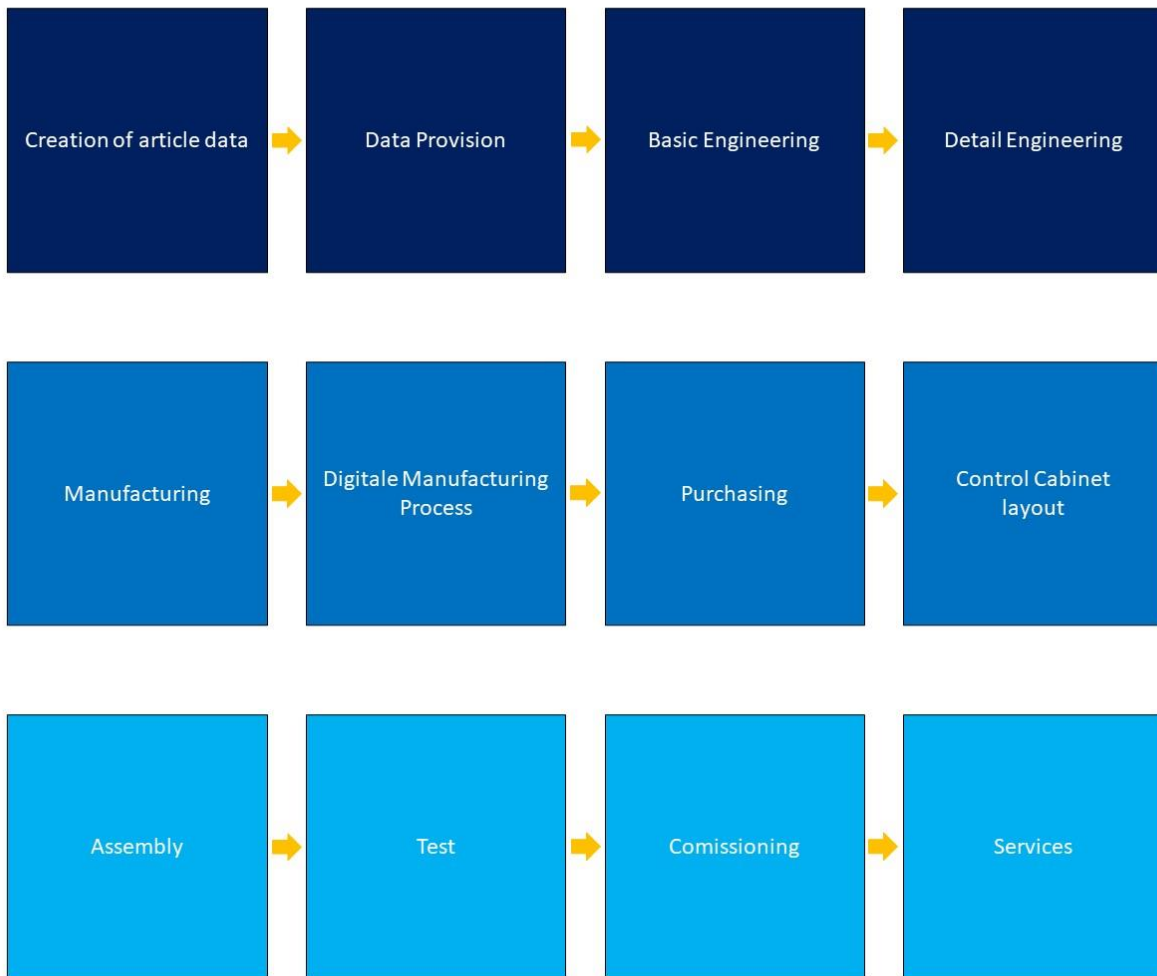 Creation of article data
Data Provision
Basic Engineering
Detail Engineering
Manufacturing
Digitale Manufacturing
Process
Purchasing
Control Cabinet
layout
Assembly
Test
Comissioning
Services